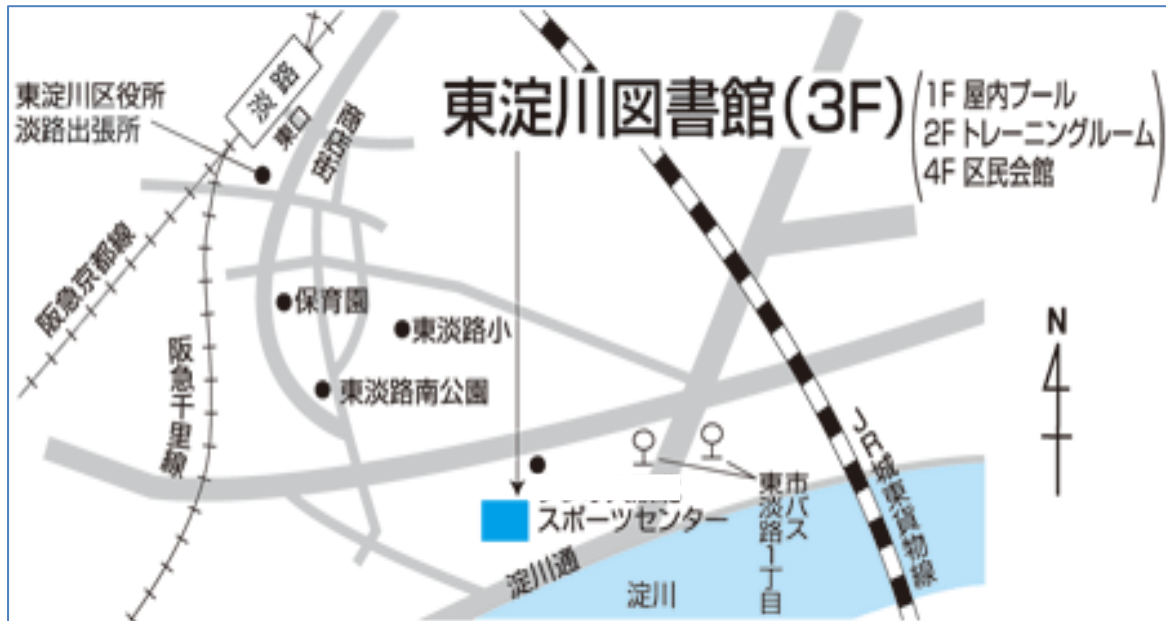 東淀川区役所
淡路出張所
淡路
東口
商店街
東淀川図書館(3F)
1F 屋内プール
2F トレーニングルーム
4F 区民会館
阪急京都線
阪急千里線
保育園
東淡路小
東淡路南公園
N
JR城東貨物線
市バス
東淡路1丁目
スポーツセンター
淀川通
淀川